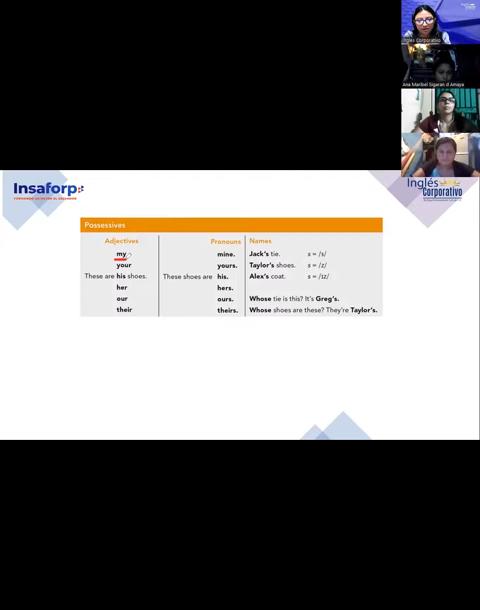 Inglés Corporativo
Ana Maribel Sigaran d Amaya
Insaforp
Inglés
Corporativo
Possessives
Adjectives Pronouns Names
my mine. Jack's tie. s = /s/
your yours. Taylor's shoes. s = /z/
These are his shoes. These shoes are his. Alex's coat. s = /ɪz/
her hers.
our ours. Whose tie is this? It's Greg's.
their theirs. Whose shoes are these? They're Taylor's.